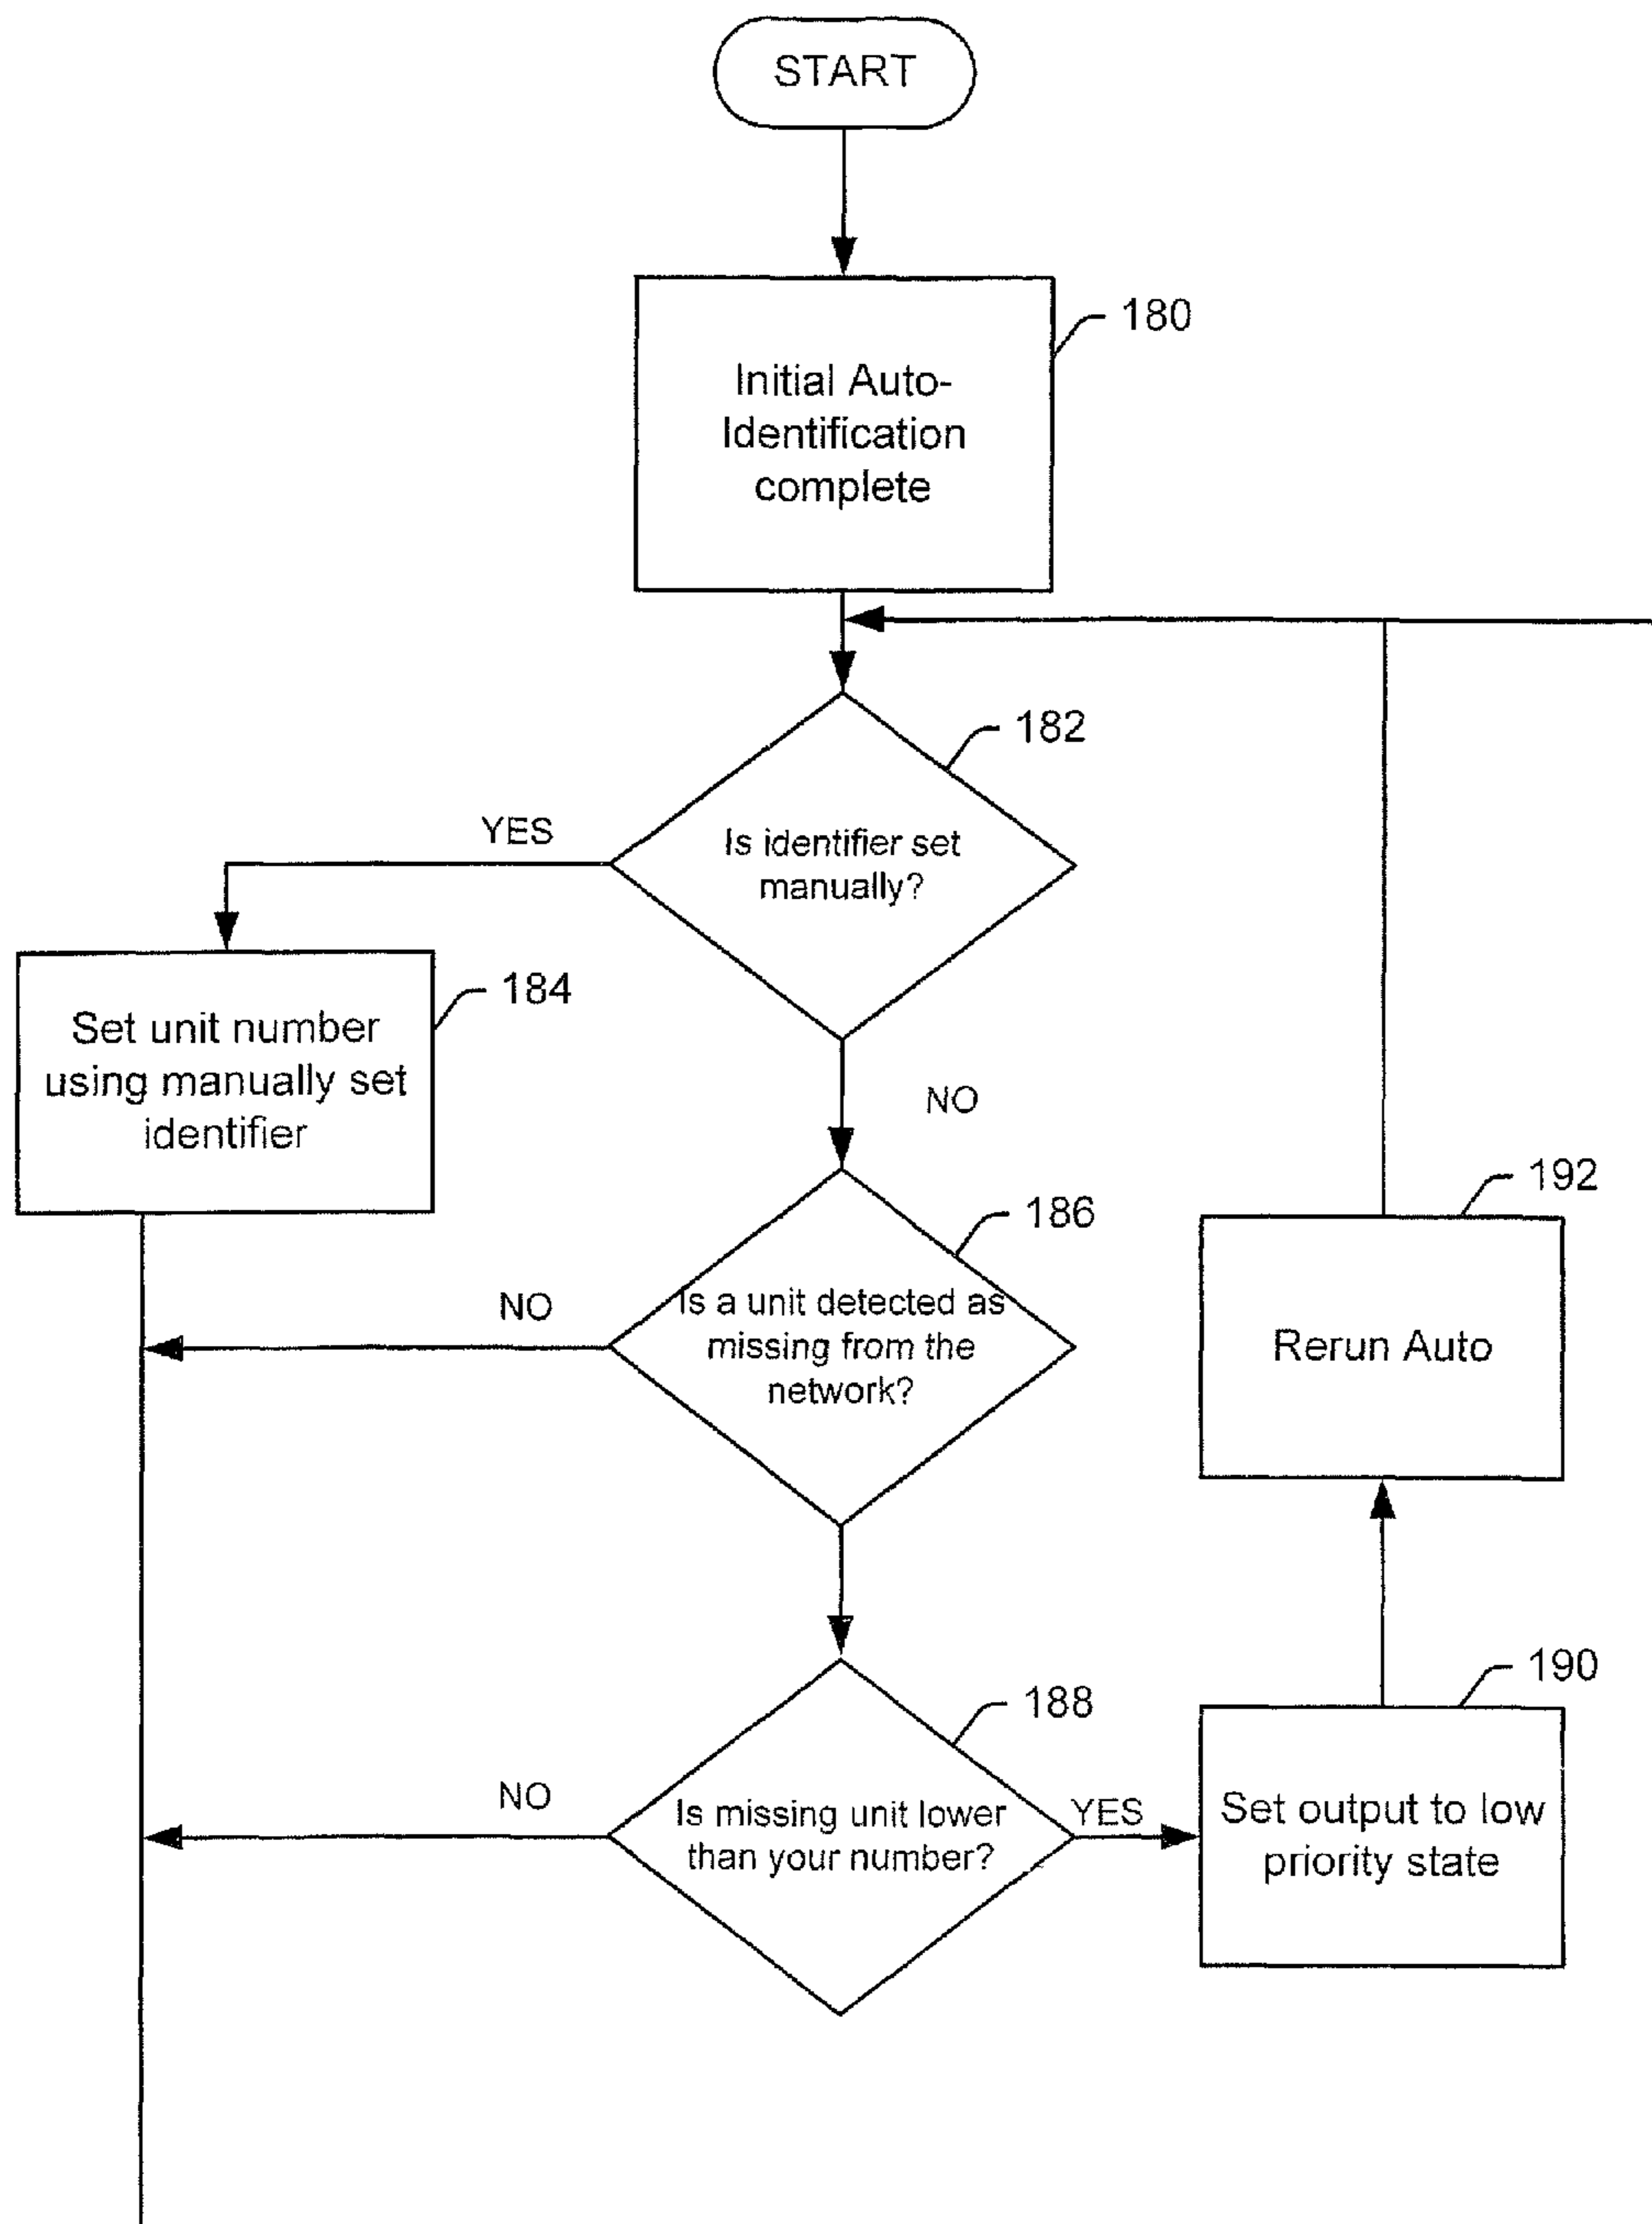 START
180
Initial Auto-
Identification
complete
182
YES
Is identifier set
manually?
184
Set unit number
using manually set
identifier
NO
186
192
NO
Is a unit detected as
missing from the
network?
Rerun Auto
188
190
NO
Is missing unit lower
than your number?
YES
Set output to low
priority state